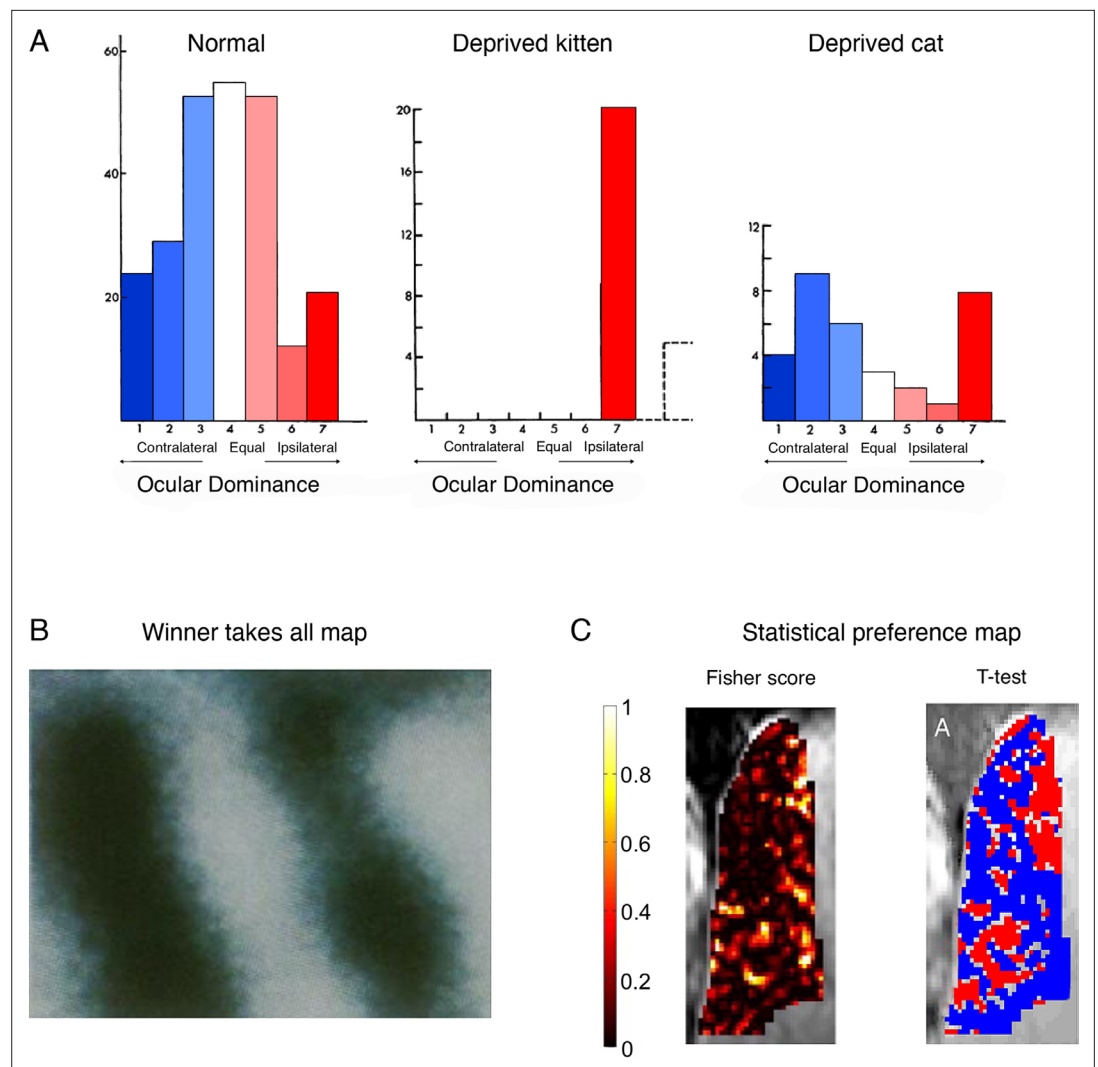 A
Normal
Deprived kitten
Deprived cat
60
40
20
1 2 3 4 5 6 7
Contralateral Equal Ipsilateral
Ocular Dominance
20
16
12
8
4
1 2 3 4 5 6 7
Contralateral Equal Ipsilateral
Ocular Dominance
12
8
4
1 2 3 4 5 6 7
Contralateral Equal Ipsilateral
Ocular Dominance
B
Winner takes all map
C
Statistical preference map
Fisher score
T-test
1
0.8
0.6
0.4
0.2
0
A